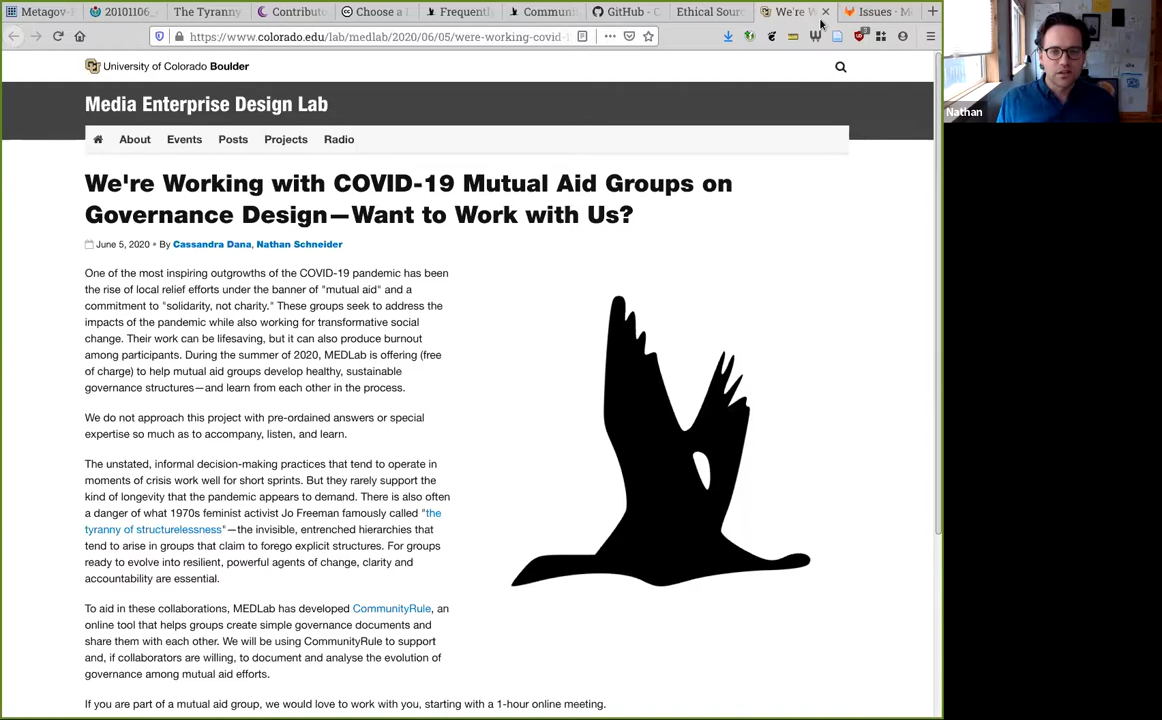 Metagov-
20101106_
The Tyranny
Contributo
Choose a L
Frequentl
Communi
GitHub - C
Ethical Sour
We're W
Issues · M
https://www.colorado.edu/lab/medlab/2020/06/05/were-working-covid-1
University of Colorado Boulder
Media Enterprise Design Lab
About Events Posts Projects Radio
We're Working with COVID-19 Mutual Aid Groups on
Governance Design—Want to Work with Us?
June 5, 2020 • By Cassandra Dana, Nathan Schneider
One of the most inspiring outgrowths of the COVID-19 pandemic has been
the rise of local relief efforts under the banner of "mutual aid" and a
commitment to "solidarity, not charity." These groups seek to address the
impacts of the pandemic while also working for transformative social
change. Their work can be lifesaving, but it can also produce burnout
among participants. During the summer of 2020, MEDLab is offering (free
of charge) to help mutual aid groups develop healthy, sustainable
governance structures—and learn from each other in the process.
We do not approach this project with pre-ordained answers or special
expertise so much as to accompany, listen, and learn.
The unstated, informal decision-making practices that tend to operate in
moments of crisis work well for short sprints. But they rarely support the
kind of longevity that the pandemic appears to demand. There is also often
a danger of what 1970s feminist activist Jo Freeman famously called "the
tyranny of structurelessness"—the invisible, entrenched hierarchies that
tend to arise in groups that claim to forego explicit structures. For groups
ready to evolve into resilient, powerful agents of change, clarity and
accountability are essential.
To aid in these collaborations, MEDLab has developed CommunityRule, an
online tool that helps groups create simple governance documents and
share them with each other. We will be using CommunityRule to support
and, if collaborators are willing, to document and analyse the evolution of
governance among mutual aid efforts.
If you are part of a mutual aid group, we would love to work with you, starting with a 1-hour online meeting.
Nathan